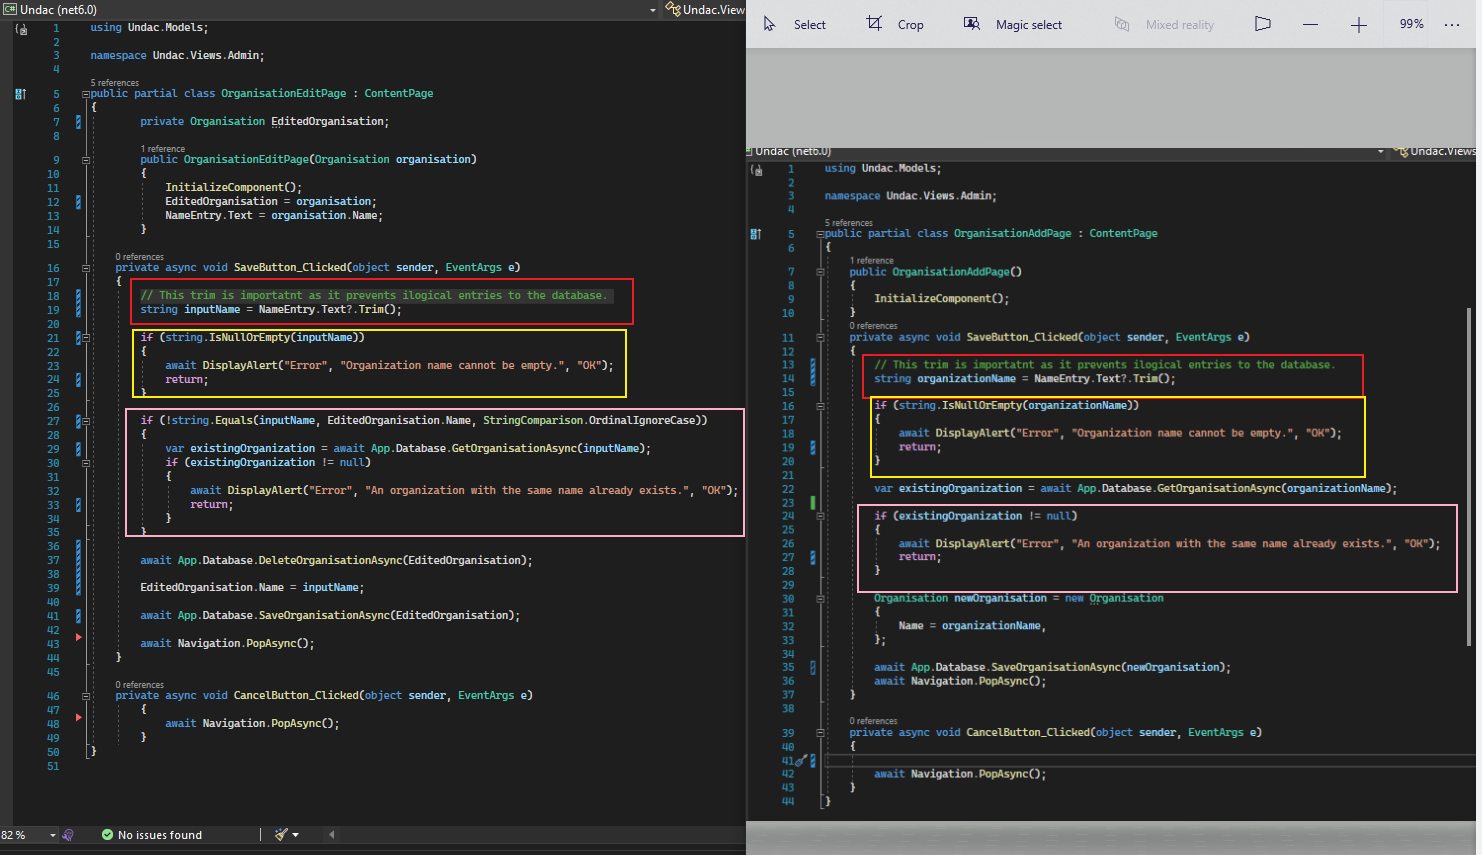 C# Undac (net6.0)
Undac.View
1 using Undac.Models;
2
3 namespace Undac.Views.Admin;
4
5 references
5 public partial class OrganisationEditPage : ContentPage
6 {
7 private Organisation EditedOrganisation;
8
1 reference
9 public OrganisationEditPage(Organisation organisation)
10 {
11 InitializeComponent();
12 EditedOrganisation = organisation;
13 NameEntry.Text = organisation.Name;
14 }
15
0 references
16 private async void SaveButton_Clicked(object sender, EventArgs e)
17 {
18 // This trim is importatnt as it prevents ilogical entries to the database.
19 string inputName = NameEntry.Text?.Trim();
20
21 if (string.IsNullOrEmpty(inputName))
22 {
23 await DisplayAlert("Error", "Organization name cannot be empty.", "OK");
24 return;
25 }
26
27 if (!string.Equals(inputName, EditedOrganisation.Name, StringComparison.OrdinalIgnoreCase))
28 {
29 var existingOrganization = await App.Database.GetOrganisationAsync(inputName);
30 if (existingOrganization != null)
31 {
32 await DisplayAlert("Error", "An organization with the same name already exists.", "OK");
33 return;
34 }
35 }
36
37 await App.Database.DeleteOrganisationAsync(EditedOrganisation);
38
39 EditedOrganisation.Name = inputName;
40
41 await App.Database.SaveOrganisationAsync(EditedOrganisation);
42
43 await Navigation.PopAsync();
44 }
45
0 references
46 private async void CancelButton_Clicked(object sender, EventArgs e)
47 {
48 await Navigation.PopAsync();
49 }
50 }
51
82 %
No issues found
Select
Crop
Magic select
Mixed reality
99%
Undac (net6.0)
Undac.Views
1 using Undac.Models;
2
3 namespace Undac.Views.Admin;
4
5 references
5 public partial class OrganisationAddPage : ContentPage
6 {
1 reference
7 public OrganisationAddPage()
8 {
9 InitializeComponent();
10 }
0 references
11 private async void SaveButton_Clicked(object sender, EventArgs e)
12 {
13 // This trim is importatnt as it prevents ilogical entries to the database.
14 string organizationName = NameEntry.Text?.Trim();
15
16 if (string.IsNullOrEmpty(organizationName))
17 {
18 await DisplayAlert("Error", "Organization name cannot be empty.", "OK");
19 return;
20 }
21
22 var existingOrganization = await App.Database.GetOrganisationAsync(organizationName);
23
24 if (existingOrganization != null)
25 {
26 await DisplayAlert("Error", "An organization with the same name already exists.", "OK");
27 return;
28 }
29
30 Organisation newOrganisation = new Organisation
31 {
32 Name = organizationName,
33 };
34
35 await App.Database.SaveOrganisationAsync(newOrganisation);
36 await Navigation.PopAsync();
37 }
38
0 references
39 private async void CancelButton_Clicked(object sender, EventArgs e)
40 {
41
42 await Navigation.PopAsync();
43 }
44 }